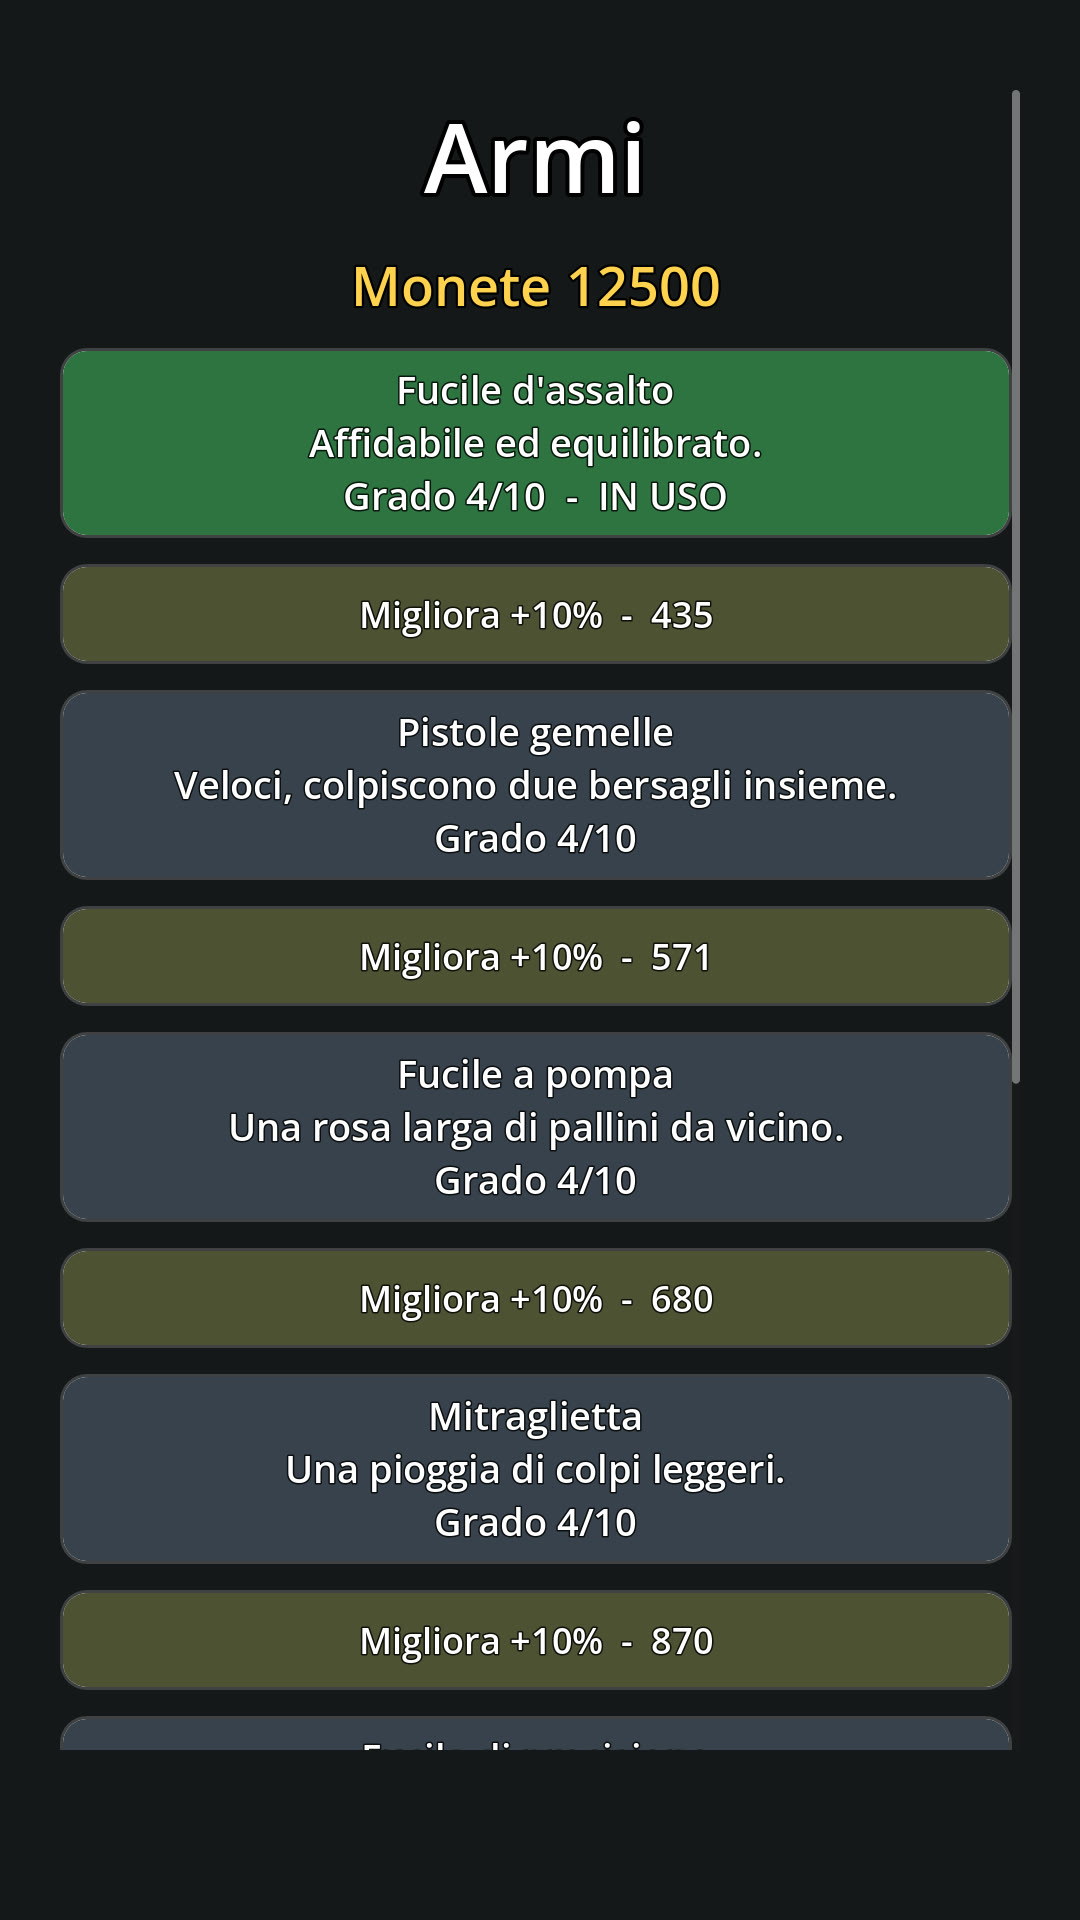 Armi
Monete 12500
Fucile d'assalto
Affidabile ed equilibrato.
Grado 4/10 - IN USO
Migliora +10% - 435
Pistole gemelle
Veloci, colpiscono due bersagli insieme.
Grado 4/10
Migliora +10% - 571
Fucile a pompa
Una rosa larga di pallini da vicino.
Grado 4/10
Migliora +10% - 680
Mitraglietta
Una pioggia di colpi leggeri.
Grado 4/10
Migliora +10% - 870